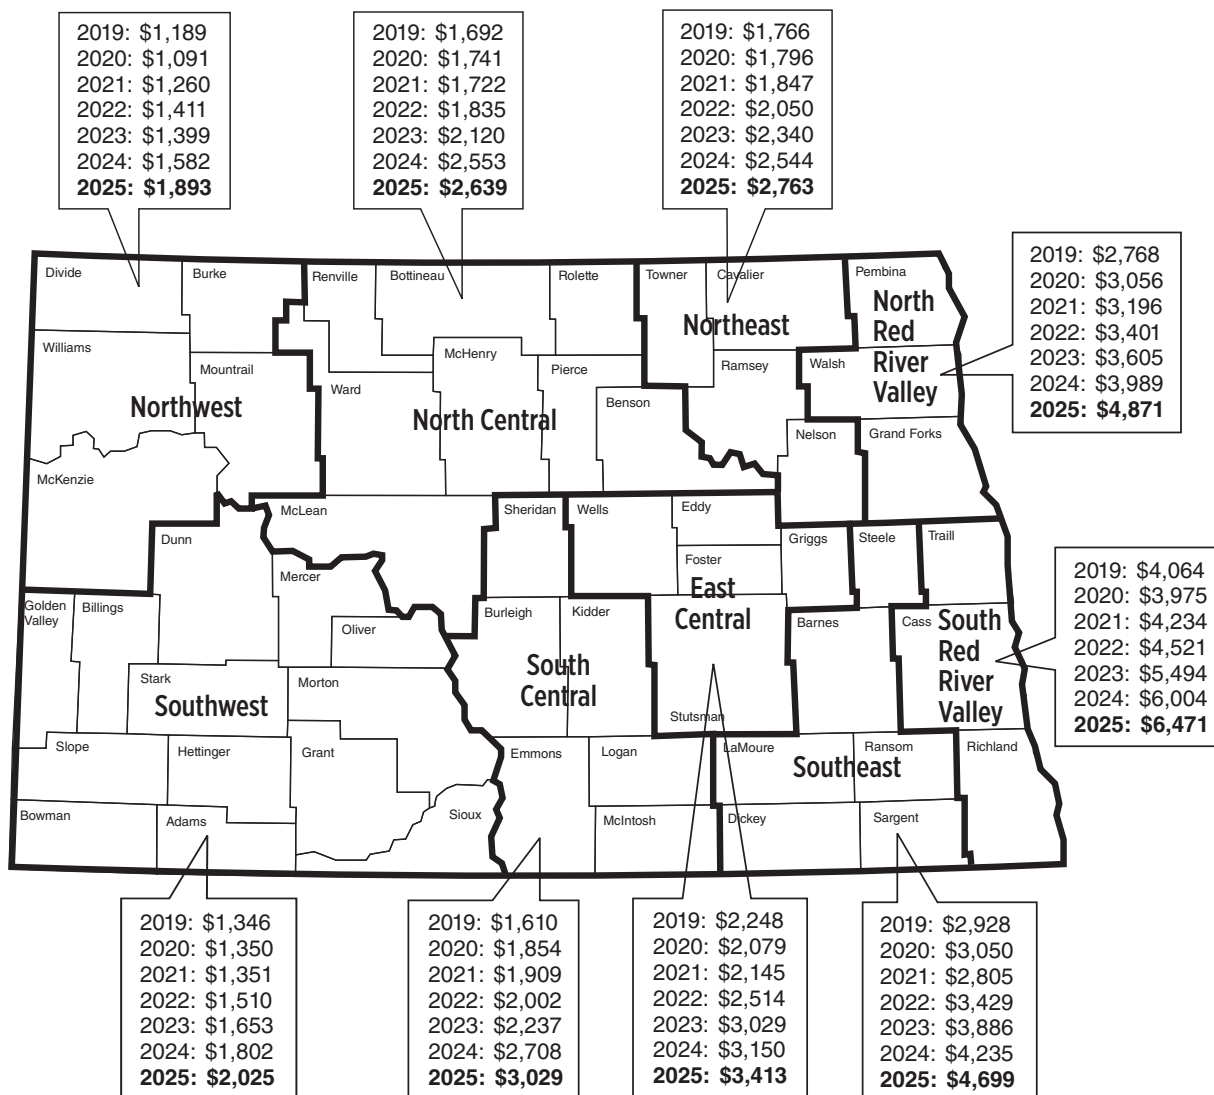 2019: $1,189
2020: $1,091
2021: $1,260
2022: $1,411
2023: $1,399
2024: $1,582
2025: $1,893
2019: $1,692
2020: $1,741
2021: $1,722
2022: $1,835
2023: $2,120
2024: $2,553
2025: $2,639
2019: $1,766
2020: $1,796
2021: $1,847
2022: $2,050
2023: $2,340
2024: $2,544
2025: $2,763
2019: $2,768
2020: $3,056
2021: $3,196
2022: $3,401
2023: $3,605
2024: $3,989
2025: $4,871
Divide
Burke
Renville
Bottineau
Rolette
Towner
Cavalier
Pembina
North
Red
River
Valley
Northeast
Williams
Mountrail
McHenry
Pierce
Ramsey
Walsh
Northwest
Ward
North Central
Benson
Nelson
Grand Forks
McKenzie
McLean
Sheridan
Wells
Eddy
Dunn
Griggs
Steele
Traill
Foster
Mercer
East
Central
2019: $4,064
2020: $3,975
2021: $4,234
2022: $4,521
2023: $5,494
2024: $6,004
2025: $6,471
Golden
Valley
Billings
Burleigh
Kidder
Oliver
Barnes
Cass
South
Red
River
Valley
South
Central
Stark
Morton
Southwest
Stutsman
Slope
Hettinger
Grant
Emmons
Logan
LaMoure
Ransom
Richland
Southeast
Bowman
Adams
Sioux
McIntosh
Dickey
Sargent
2019: $1,346
2020: $1,350
2021: $1,351
2022: $1,510
2023: $1,653
2024: $1,802
2025: $2,025
2019: $1,610
2020: $1,854
2021: $1,909
2022: $2,002
2023: $2,237
2024: $2,708
2025: $3,029
2019: $2,248
2020: $2,079
2021: $2,145
2022: $2,514
2023: $3,029
2024: $3,150
2025: $3,413
2019: $2,928
2020: $3,050
2021: $2,805
2022: $3,429
2023: $3,886
2024: $4,235
2025: $4,699